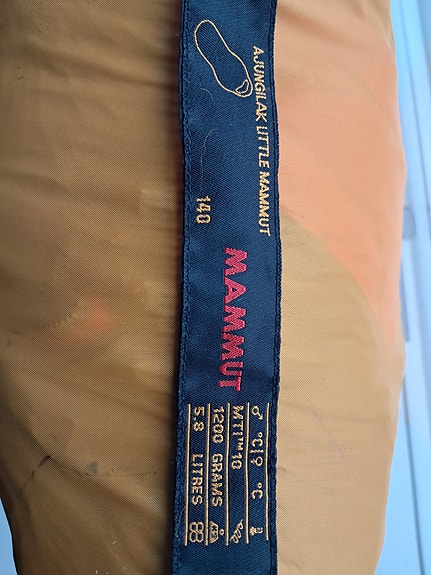 AJUNGILAK LITTLE MAMMUT
140
MAMMUT
♂ °C|♀ °C
MTI™10
1200 GRAMS
5.8 LITRES